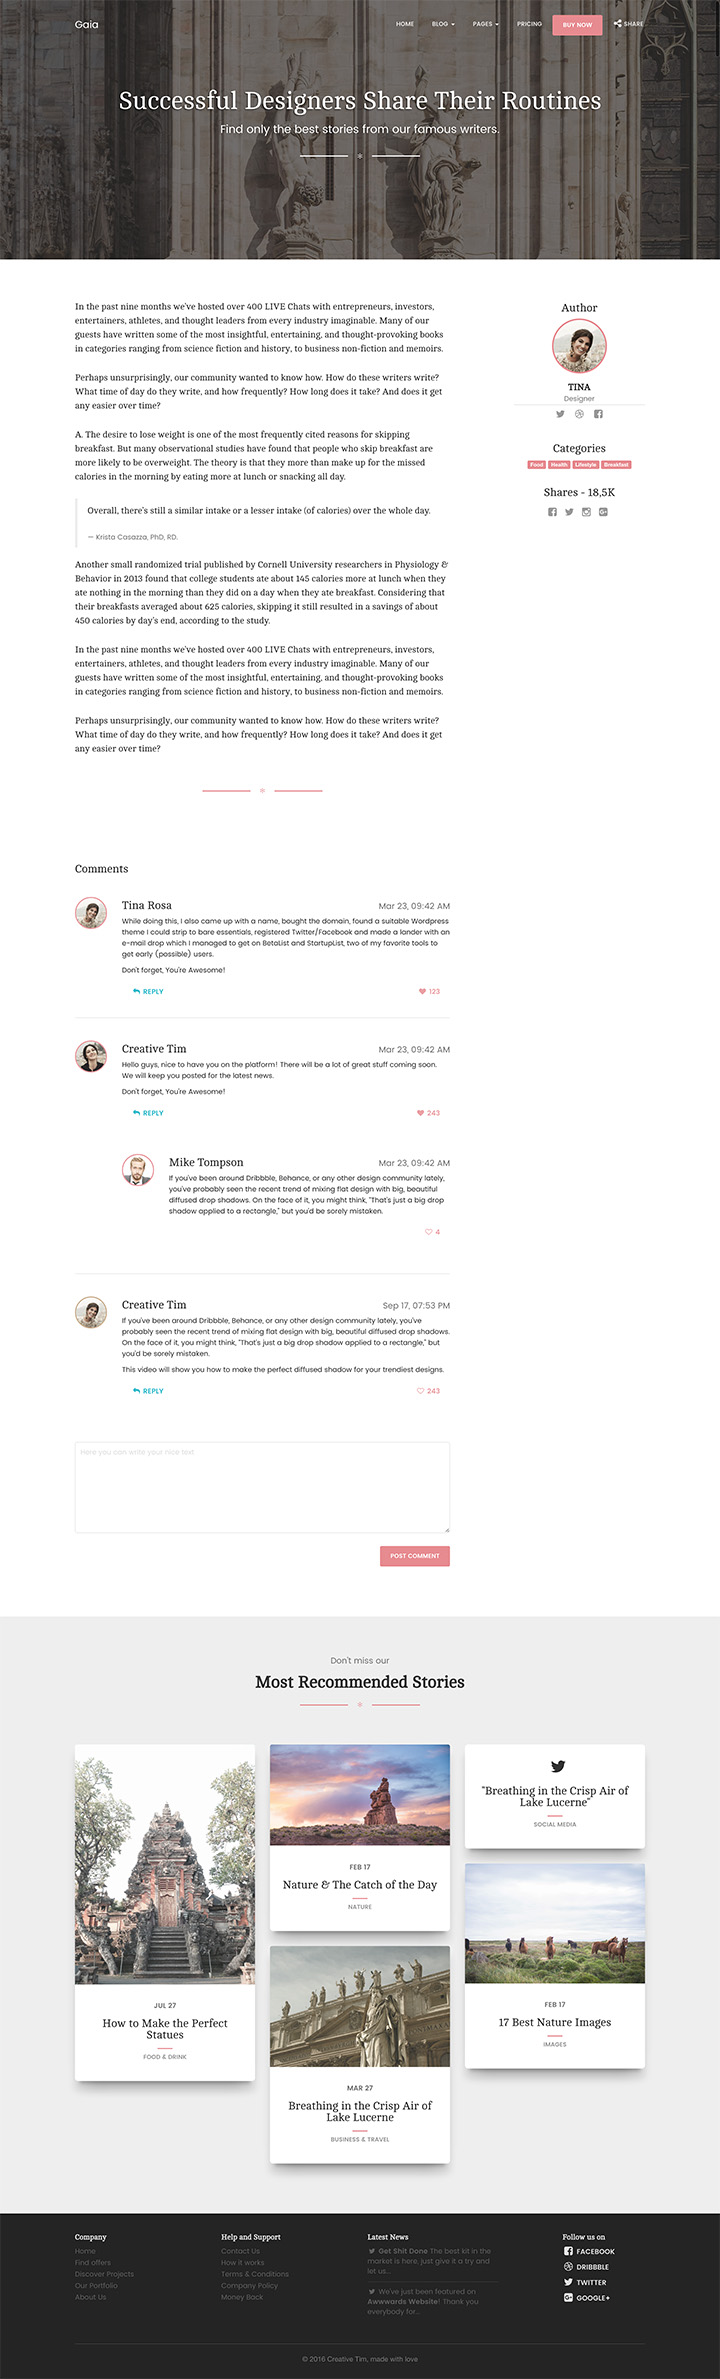 Gaia
HOME BLOG PAGES PRICING BUY NOW SHARE
Successful Designers Share Their Routines
Find only the best stories from our famous writers.
In the past nine months we've hosted over 400 LIVE Chats with entrepreneurs, investors,
entertainers, athletes, and thought leaders from every industry imaginable. Many of our
guests have written some of the most insightful, entertaining, and thought-provoking books
in categories ranging from science fiction and history, to business non-fiction and memoirs.
Perhaps unsurprisingly, our community wanted to know how. How do these writers write?
What time of day do they write, and how frequently? How long does it take? And does it get
any easier over time?
A. The desire to lose weight is one of the most frequently cited reasons for skipping
breakfast. But many observational studies have found that people who skip breakfast are
more likely to be overweight. The theory is that they more than make up for the missed
calories in the morning by eating more at lunch or snacking all day.
Overall, there's still a similar intake or a lesser intake (of calories) over the whole day.
— Krista Casazza, PhD, RD.
Another small randomized trial published by Cornell University researchers in Physiology &
Behavior in 2013 found that college students ate about 145 calories more at lunch when they
ate nothing in the morning than they did on a day when they ate breakfast. Considering that
their breakfasts averaged about 625 calories, skipping it still resulted in a savings of about
450 calories by day's end, according to the study.
In the past nine months we've hosted over 400 LIVE Chats with entrepreneurs, investors,
entertainers, athletes, and thought leaders from every industry imaginable. Many of our
guests have written some of the most insightful, entertaining, and thought-provoking books
in categories ranging from science fiction and history, to business non-fiction and memoirs.
Perhaps unsurprisingly, our community wanted to know how. How do these writers write?
What time of day do they write, and how frequently? How long does it take? And does it get
any easier over time?
Author
TINA
Designer
Categories
Food Health Lifestyle Breakfast
Shares - 18,5K
Comments
Tina Rosa Mar 23, 09:42 AM
While doing this, I also came up with a name, bought the domain, found a suitable Wordpress
theme I could strip to bare essentials, registered Twitter/Facebook and made a lander with an
e-mail drop which I managed to get on BetaList and StartupList, two of my favorite tools to
get early (possible) users.
Don't forget, You're Awesome!
REPLY 123
Creative Tim Mar 23, 09:42 AM
Hello guys, nice to have you on the platform! There will be a lot of great stuff coming soon.
We will keep you posted for the latest news.
Don't forget, You're Awesome!
REPLY 243
Mike Tompson Mar 23, 09:42 AM
If you've been around Dribbble, Behance, or any other design community lately,
you've probably seen the recent trend of mixing flat design with big, beautiful
diffused drop shadows. On the face of it, you might think, "That's just a big drop
shadow applied to a rectangle," but you'd be sorely mistaken.
4
Creative Tim Sep 17, 07:53 PM
If you've been around Dribbble, Behance, or any other design community lately, you've
probably seen the recent trend of mixing flat design with big, beautiful diffused drop shadows.
On the face of it, you might think, "That's just a big drop shadow applied to a rectangle," but
you'd be sorely mistaken.
This video will show you how to make the perfect diffused shadow for your trendiest designs.
REPLY 243
Here you can write your nice text
POST COMMENT
Don't miss our
Most Recommended Stories
JUL 27
How to Make the Perfect
Statues
FOOD & DRINK
FEB 17
Nature & The Catch of the Day
NATURE
MAR 27
Breathing in the Crisp Air of
Lake Lucerne
BUSINESS & TRAVEL
"Breathing in the Crisp Air of
Lake Lucerne"
SOCIAL MEDIA
FEB 17
17 Best Nature Images
IMAGES
Company
Home
Find offers
Discover Projects
Our Portfolio
About Us
Help and Support
Contact Us
How it works
Terms & Conditions
Company Policy
Money Back
Latest News
Get Shit Done The best kit in the
market is here, just give it a try and
let us...
We've just been featured on
Awwwards Website! Thank you
everybody for...
Follow us on
FACEBOOK
DRIBBBLE
TWITTER
GOOGLE+
© 2016 Creative Tim, made with love